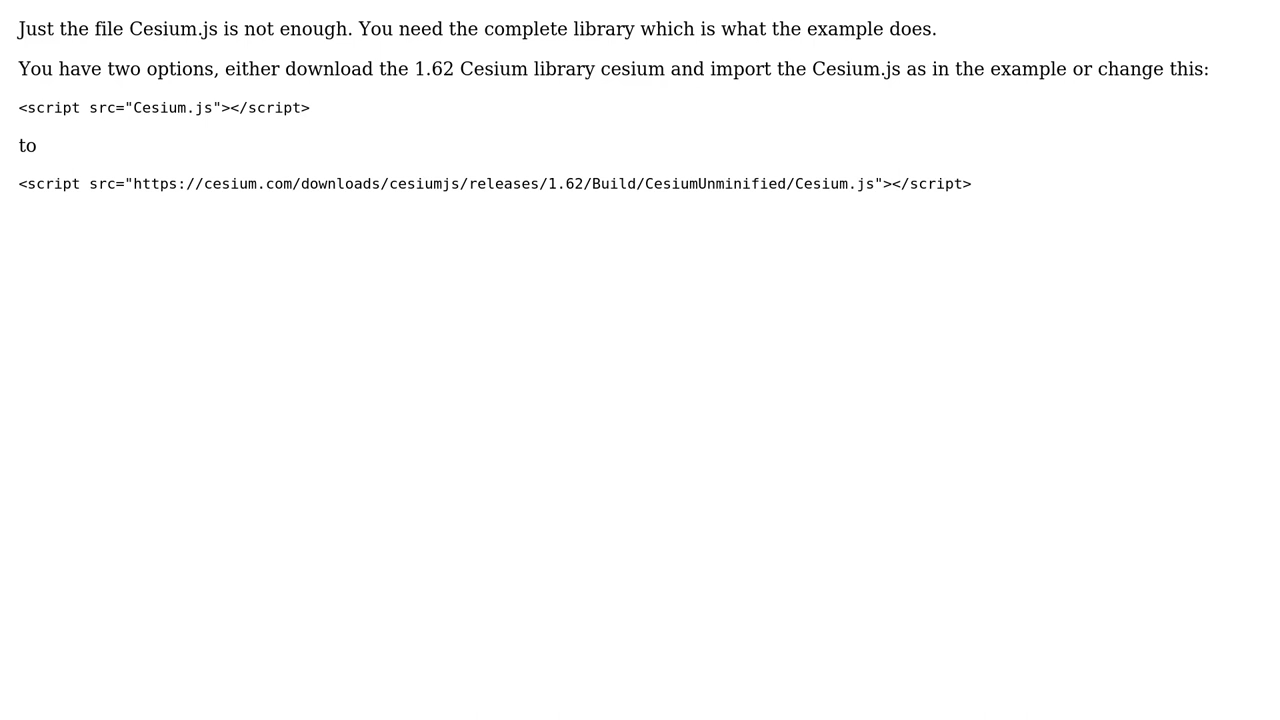 Just the file Cesium.js is not enough. You need the complete library which is what the example does.
You have two options, either download the 1.62 Cesium library cesium and import the Cesium.js as in the example or change this:
<script src="Cesium.js"></script>
to
<script src="https://cesium.com/downloads/cesiumjs/releases/1.62/Build/CesiumUnminified/Cesium.js"></script>